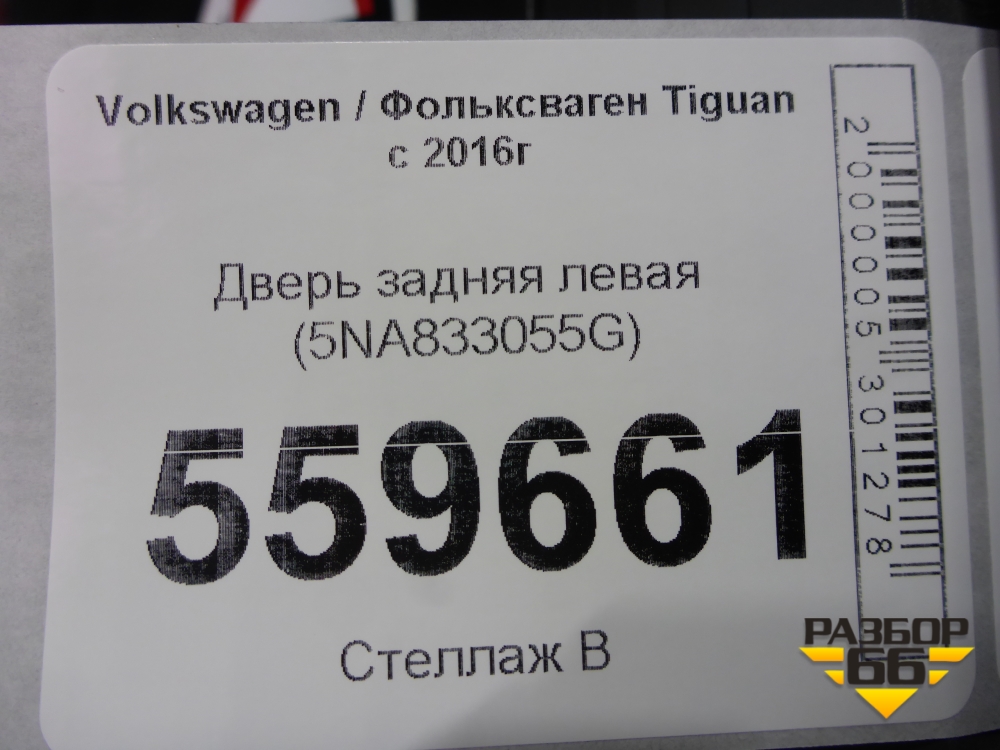 Volkswagen / Фольксваген Tiguan
с 2016г
Дверь задняя левая
(5NA833055G)
559661
Стеллаж В
2000005301278
РАЗБОР
66